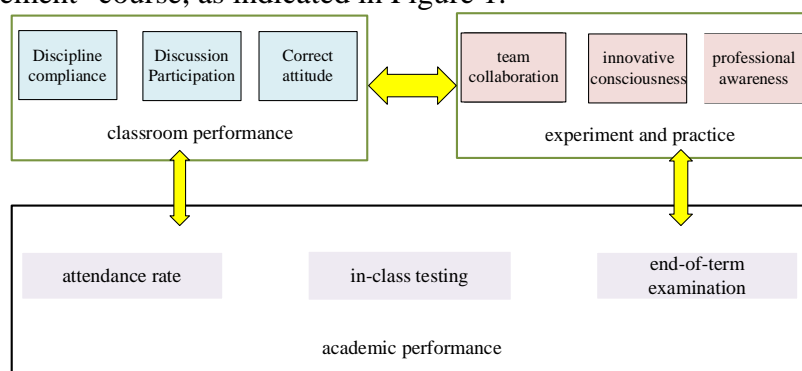 ement" course, as indicated in Figure 1.
Discipline
compliance
Discussion
Participation
Correct
attitude
classroom performance
team
collaboration
innovative
consciousness
professional
awareness
experiment and practice
attendance rate
in-class testing
end-of-term
examination
academic performance